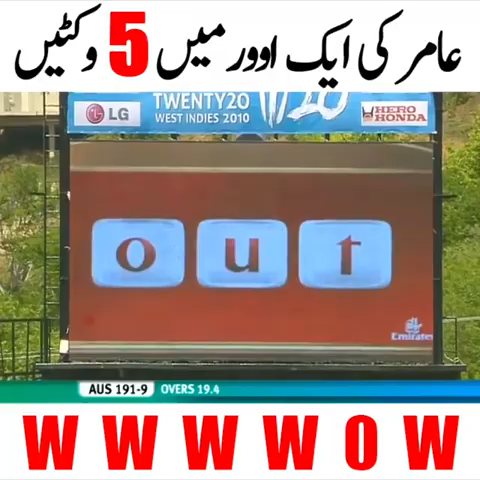 عامر کی ایک اوور میں 5 وکٹیں
LG
TWENTY20
WEST INDIES 2010
HERO
HONDA
out
Emirates
AUS 191-9 OVERS 19.4
W W W W 0 W